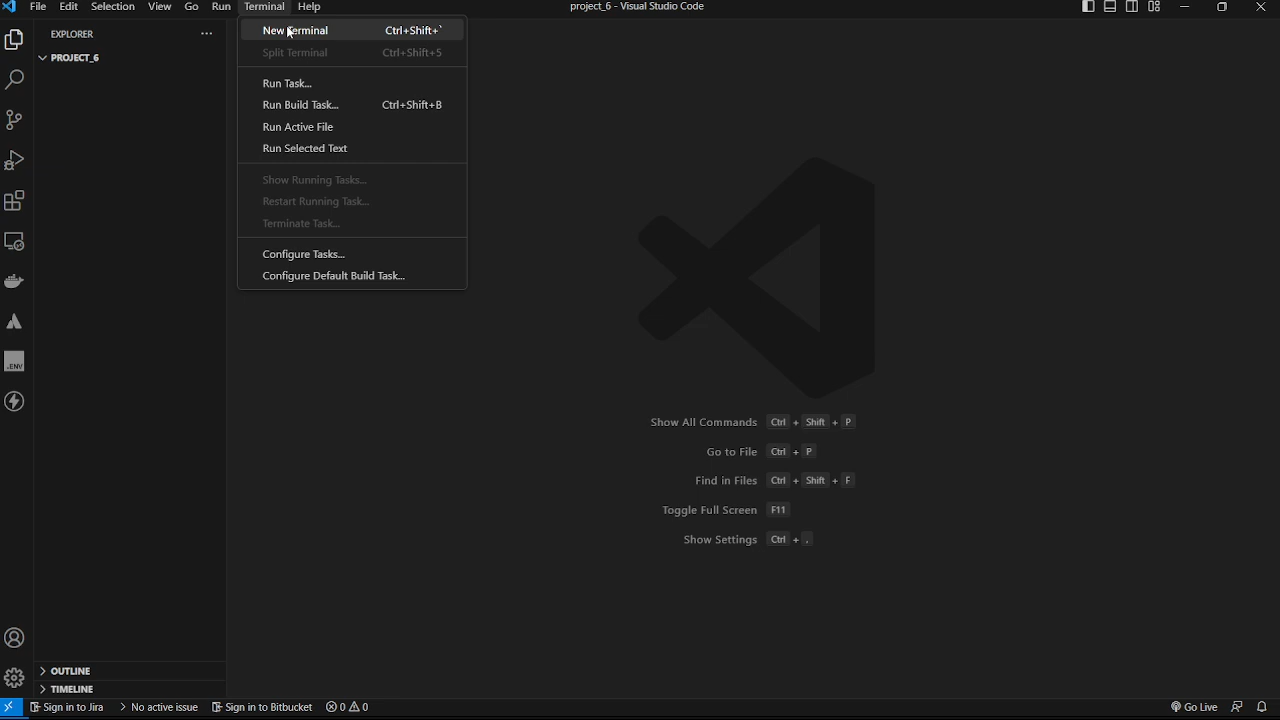 File Edit Selection View Go Run Terminal Help
project_6 - Visual Studio Code
EXPLORER
PROJECT_6
New Terminal Ctrl+Shift+`
Split Terminal Ctrl+Shift+5
Run Task...
Run Build Task... Ctrl+Shift+B
Run Active File
Run Selected Text
Show Running Tasks...
Restart Running Task...
Terminate Task...
Configure Tasks...
Configure Default Build Task...
.ENV
Show All Commands Ctrl + Shift + P
Go to File Ctrl + P
Find in Files Ctrl + Shift + F
Toggle Full Screen F11
Show Settings Ctrl + ,
OUTLINE
TIMELINE
Sign in to Jira No active issue Sign in to Bitbucket 0 0 Go Live